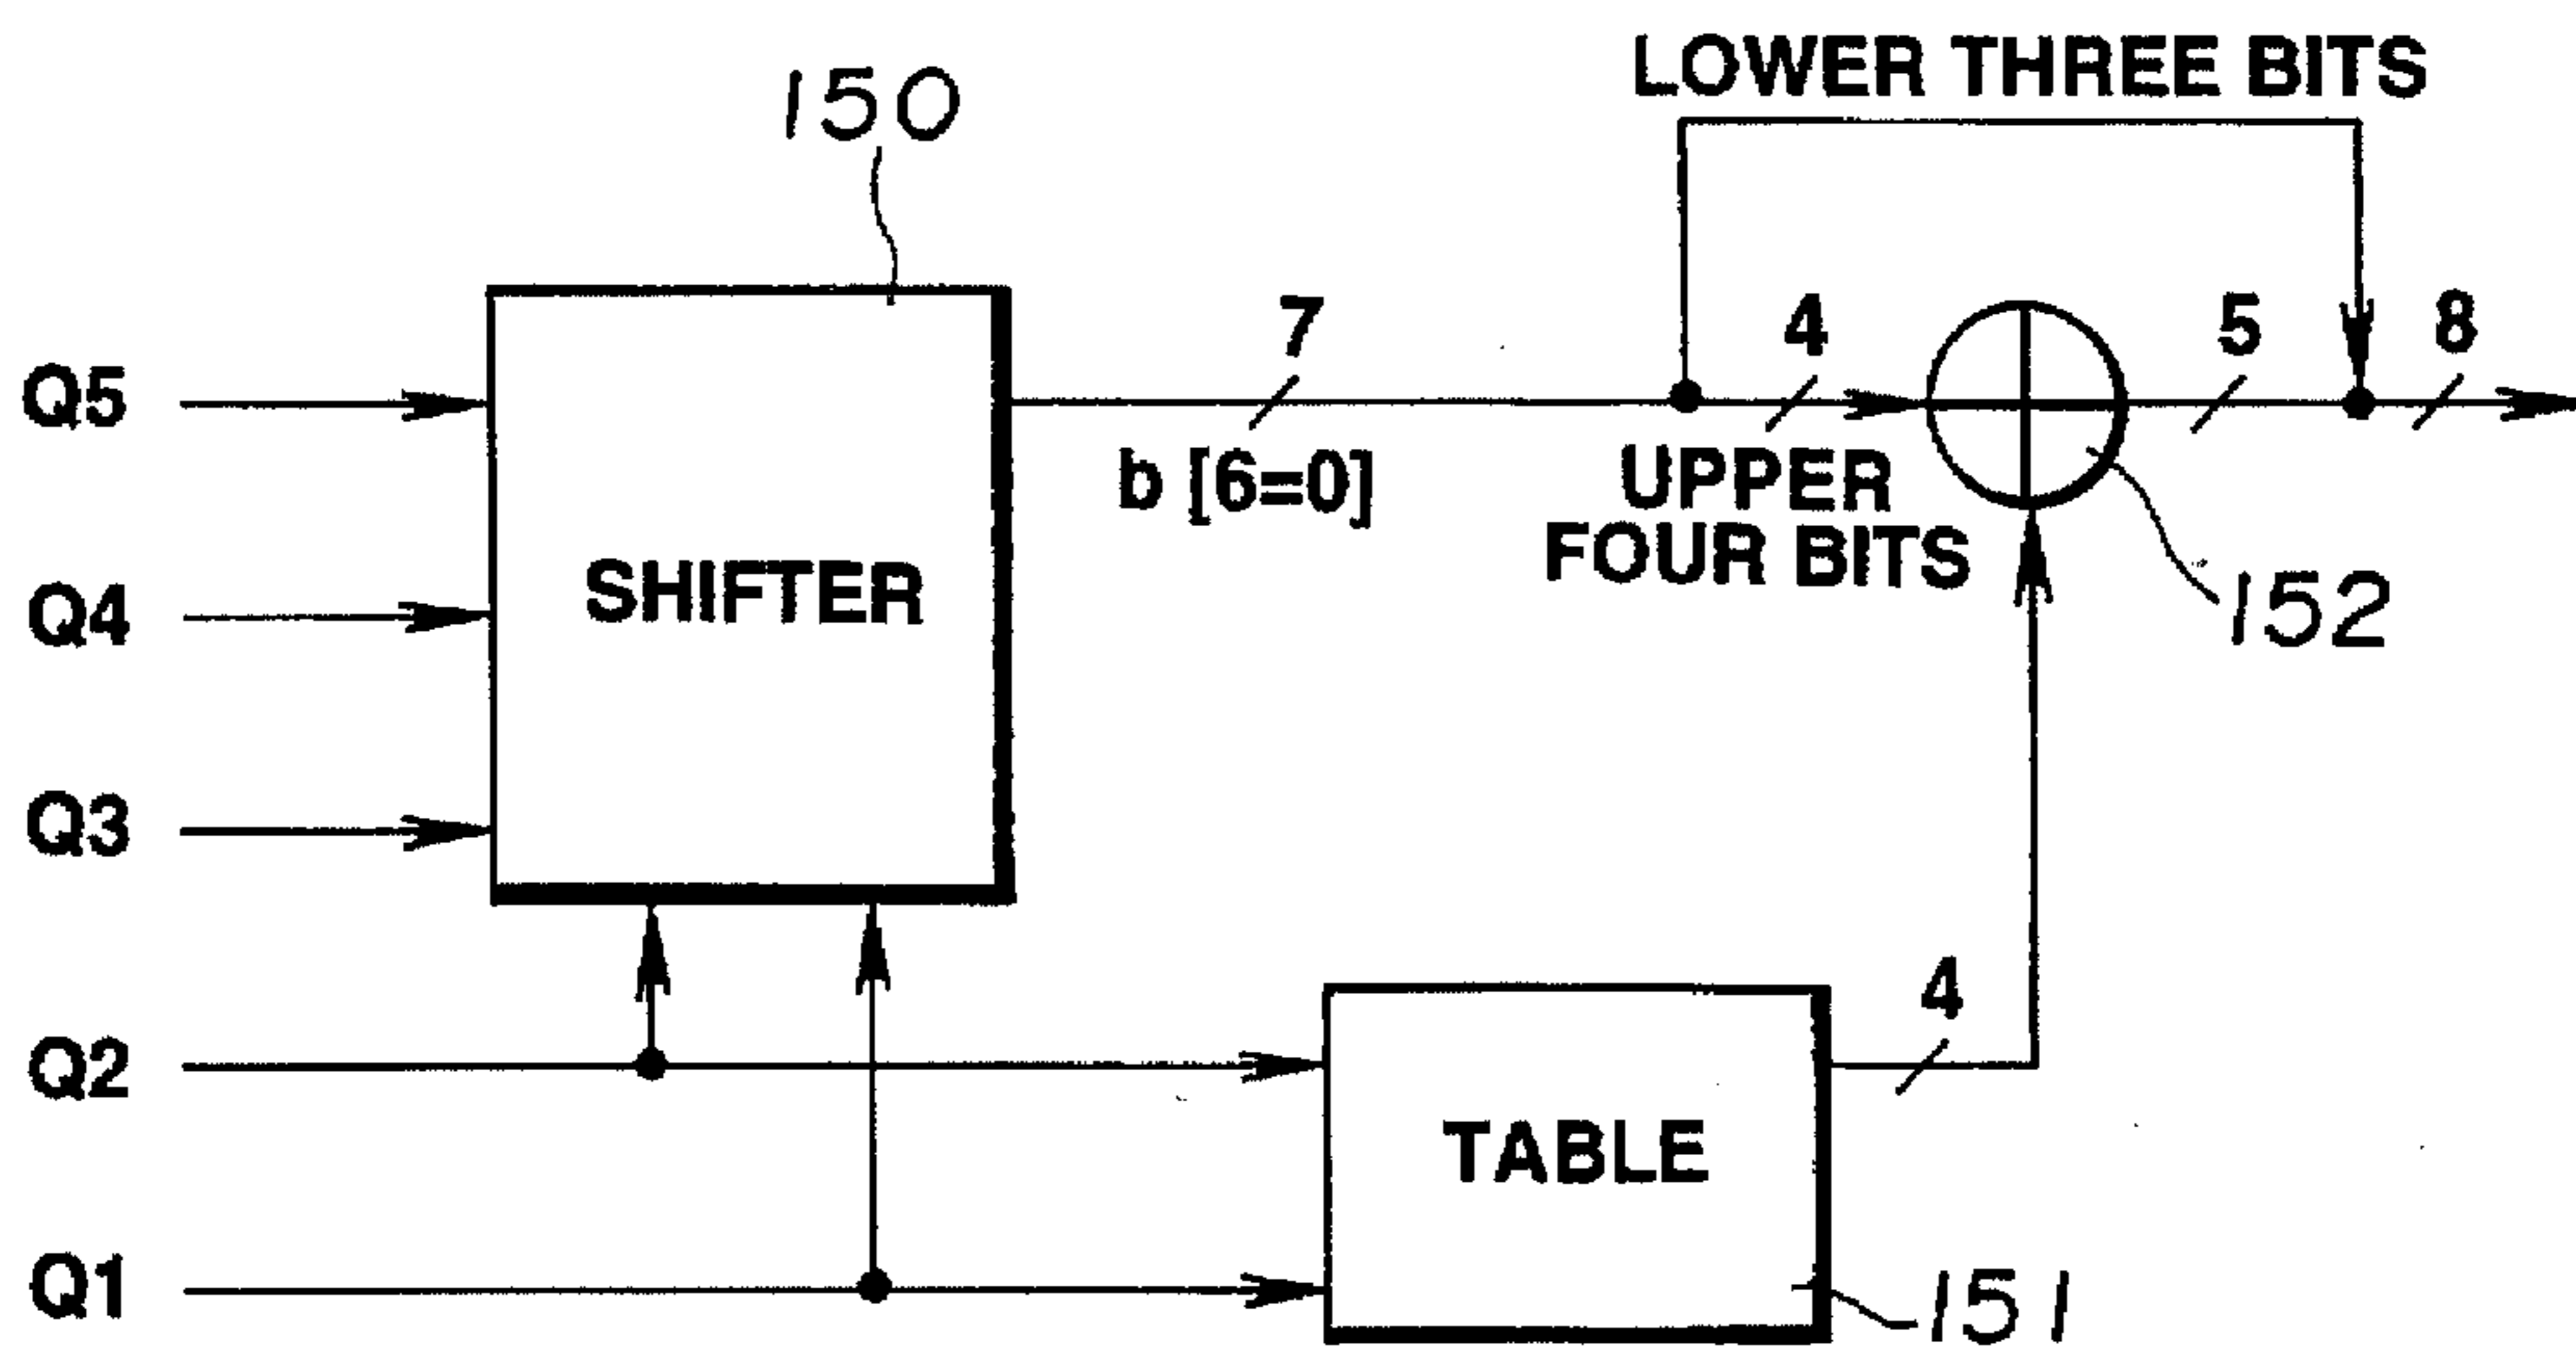 LOWER THREE BITS
150
Q5
7
4
5
8
b [6=0]
UPPER
FOUR BITS
SHIFTER
152
Q4
Q3
4
Q2
TABLE
Q1
151